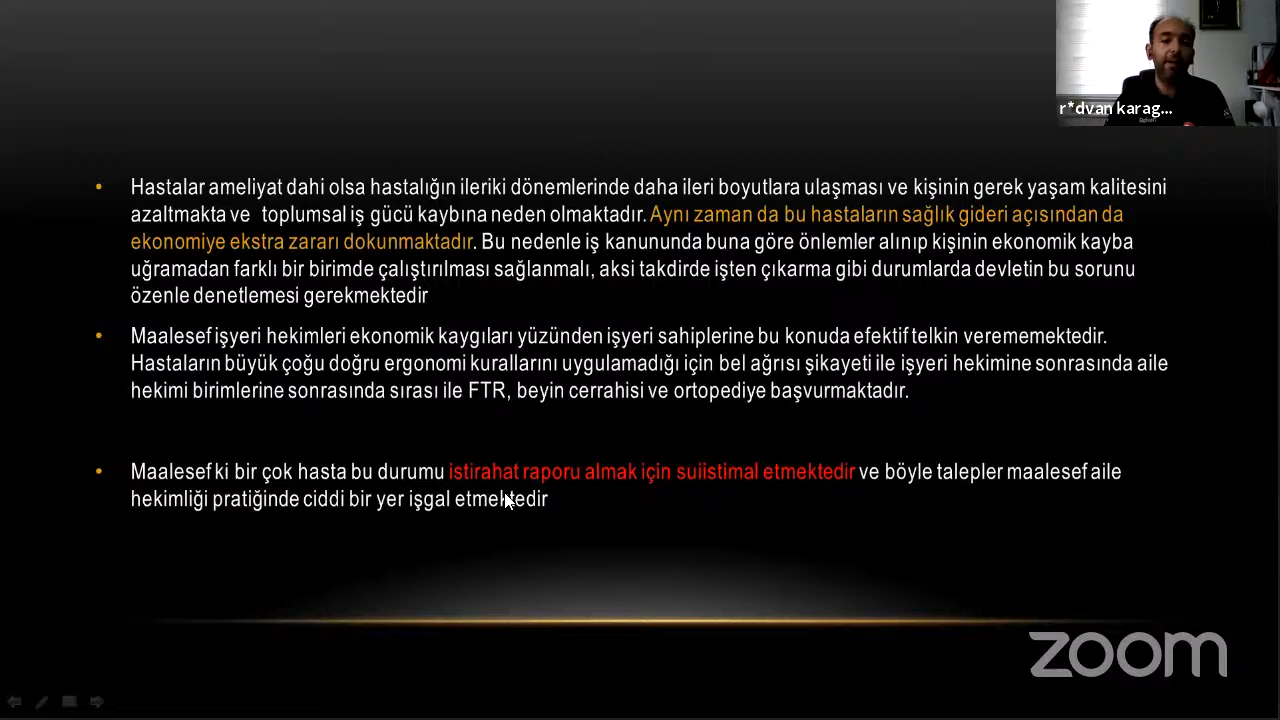 r*dvan karag...
• Hastalar ameliyat dahi olsa hastalığın ileriki dönemlerinde daha ileri boyutlara ulaşması ve kişinin gerek yaşam kalitesini
azaltmakta ve toplumsal iş gücü kaybına neden olmaktadır. Aynı zaman da bu hastaların sağlık gideri açısından da
ekonomiye ekstra zararı dokunmaktadır. Bu nedenle iş kanununda buna göre önlemler alınıp kişinin ekonomik kayba
uğramadan farklı bir birimde çalıştırılması sağlanmalı, aksi takdirde işten çıkarma gibi durumlarda devletin bu sorunu
özenle denetlemesi gerekmektedir
• Maalesef işyeri hekimleri ekonomik kaygıları yüzünden işyeri sahiplerine bu konuda efektif telkin verememektedir.
Hastaların büyük çoğu doğru ergonomi kurallarını uygulamadığı için bel ağrısı şikayeti ile işyeri hekimine sonrasında aile
hekimi birimlerine sonrasında sırası ile FTR, beyin cerrahisi ve ortopediye başvurmaktadır.
• Maalesef ki bir çok hasta bu durumu istirahat raporu almak için suiistimal etmektedir ve böyle talepler maalesef aile
hekimliği pratiğinde ciddi bir yer işgal etmektedir
zoom